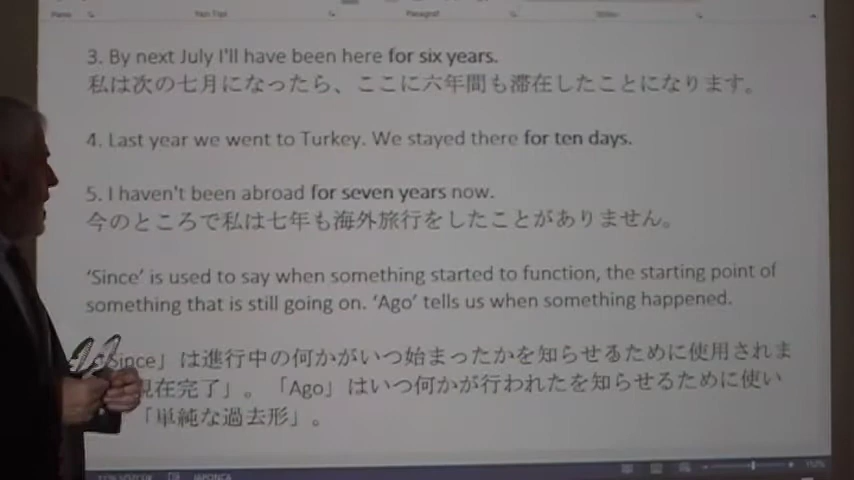 3. By next July I'll have been here for six years.
私は次の七月になったら、ここに六年間も滞在したことになります。
4. Last year we went to Turkey. We stayed there for ten days.
5. I haven't been abroad for seven years now.
今のところで私は七年も海外旅行をしたことがありません。
‘Since’ is used to say when something started to function, the starting point of
something that is still going on. ‘Ago’ tells us when something happened.
Since」は進行中の何かがいつ始まったかを知らせるために使用されま
現在完了」。「Ago」はいつ何かが行われたを知らせるために使い
「単純な過去形」。
JAPONCA